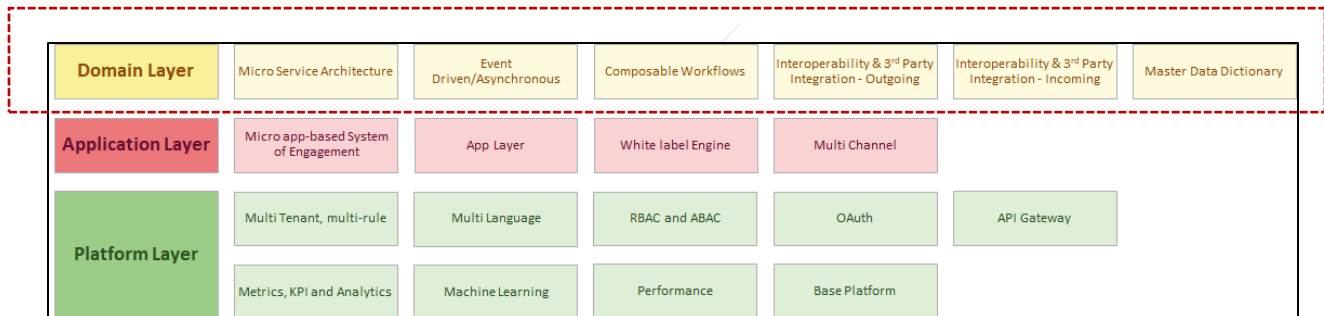 Domain Layer
Micro Service Architecture
Event
Driven/Asynchronous
Composable Workflows
Interoperability & 3rd Party
Integration - Outgoing
Interoperability & 3rd Party
Integration - Incoming
Master Data Dictionary
Application Layer
Micro app-based System
of Engagement
App Layer
White label Engine
Multi Channel
Platform Layer
Multi Tenant, multi-rule
Multi Language
RBAC and ABAC
OAuth
API Gateway
Metrics, KPI and Analytics
Machine Learning
Performance
Base Platform